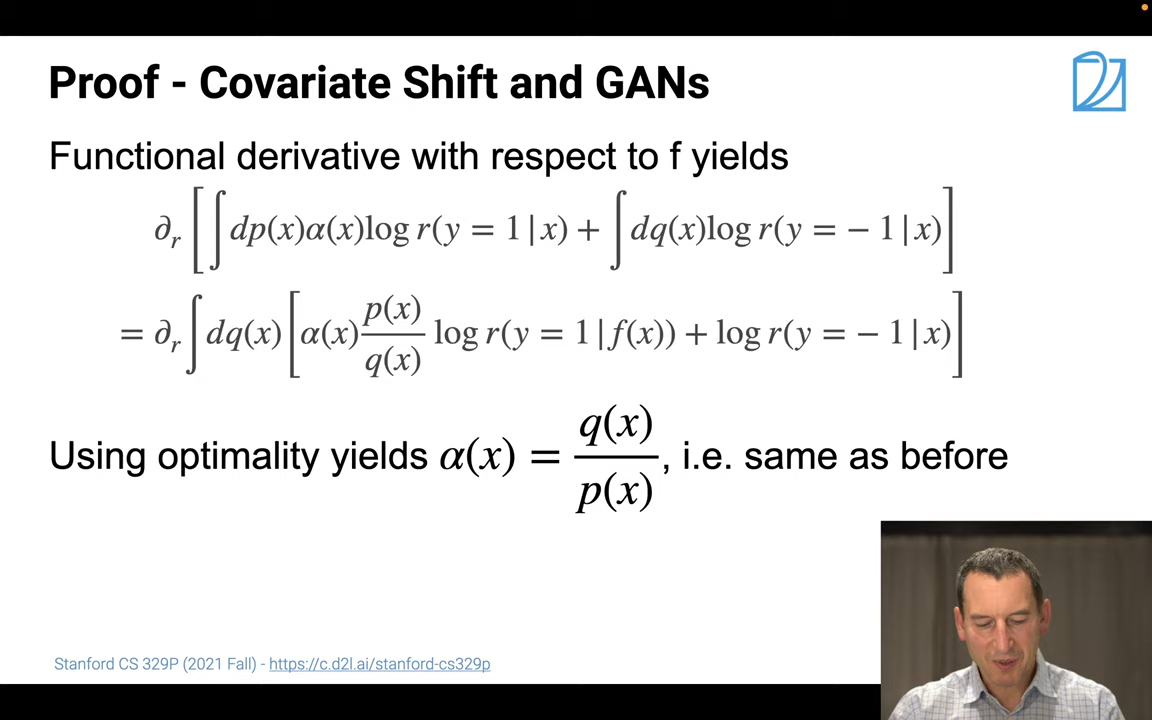 Proof - Covariate Shift and GANs
Functional derivative with respect to f yields
∂ᵣ [∫ dp(x)α(x)log r(y = 1 | x) + ∫ dq(x)log r(y = − 1 | x)]
= ∂ᵣ ∫ dq(x) [α(x) p(x)/q(x) log r(y = 1 | f(x)) + log r(y = − 1 | x)]
Using optimality yields α(x) = q(x)/p(x), i.e. same as before
Stanford CS 329P (2021 Fall) - https://c.d2l.ai/stanford-cs329p